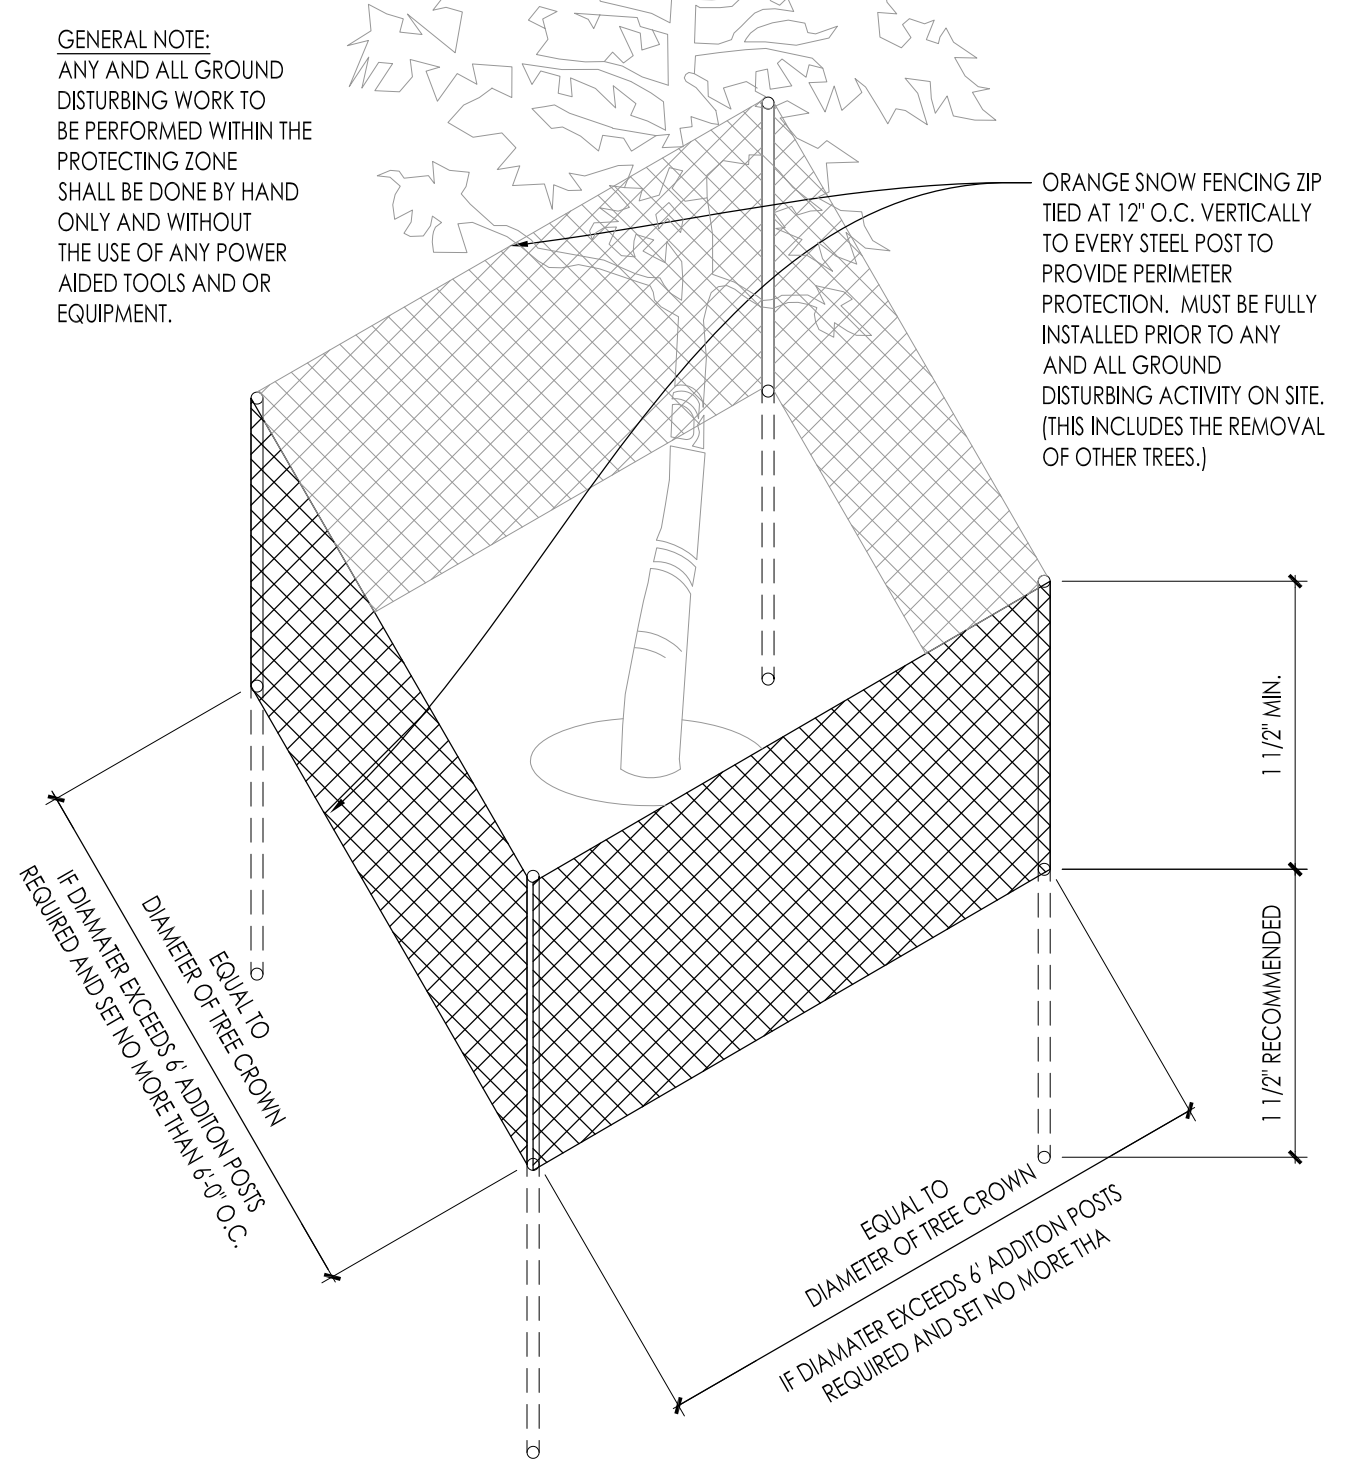 GENERAL NOTE:
ANY AND ALL GROUND
DISTURBING WORK TO
BE PERFORMED WITHIN THE
PROTECTING ZONE
SHALL BE DONE BY HAND
ONLY AND WITHOUT
THE USE OF ANY POWER
AIDED TOOLS AND OR
EQUIPMENT.
ORANGE SNOW FENCING ZIP
TIED AT 12" O.C. VERTICALLY
TO EVERY STEEL POST TO
PROVIDE PERIMETER
PROTECTION. MUST BE FULLY
INSTALLED PRIOR TO ANY
AND ALL GROUND
DISTURBING ACTIVITY ON SITE.
(THIS INCLUDES THE REMOVAL
OF OTHER TREES.)
1 1/2" MIN.
1 1/2" RECOMMENDED
EQUAL TO
DIAMETER OF TREE CROWN
IF DIAMATER EXCEEDS 6' ADDITON POSTS
REQUIRED AND SET NO MORE THAN 6'-0" O.C.
EQUAL TO
DIAMETER OF TREE CROWN
IF DIAMATER EXCEEDS 6' ADDITON POSTS
REQUIRED AND SET NO MORE THA